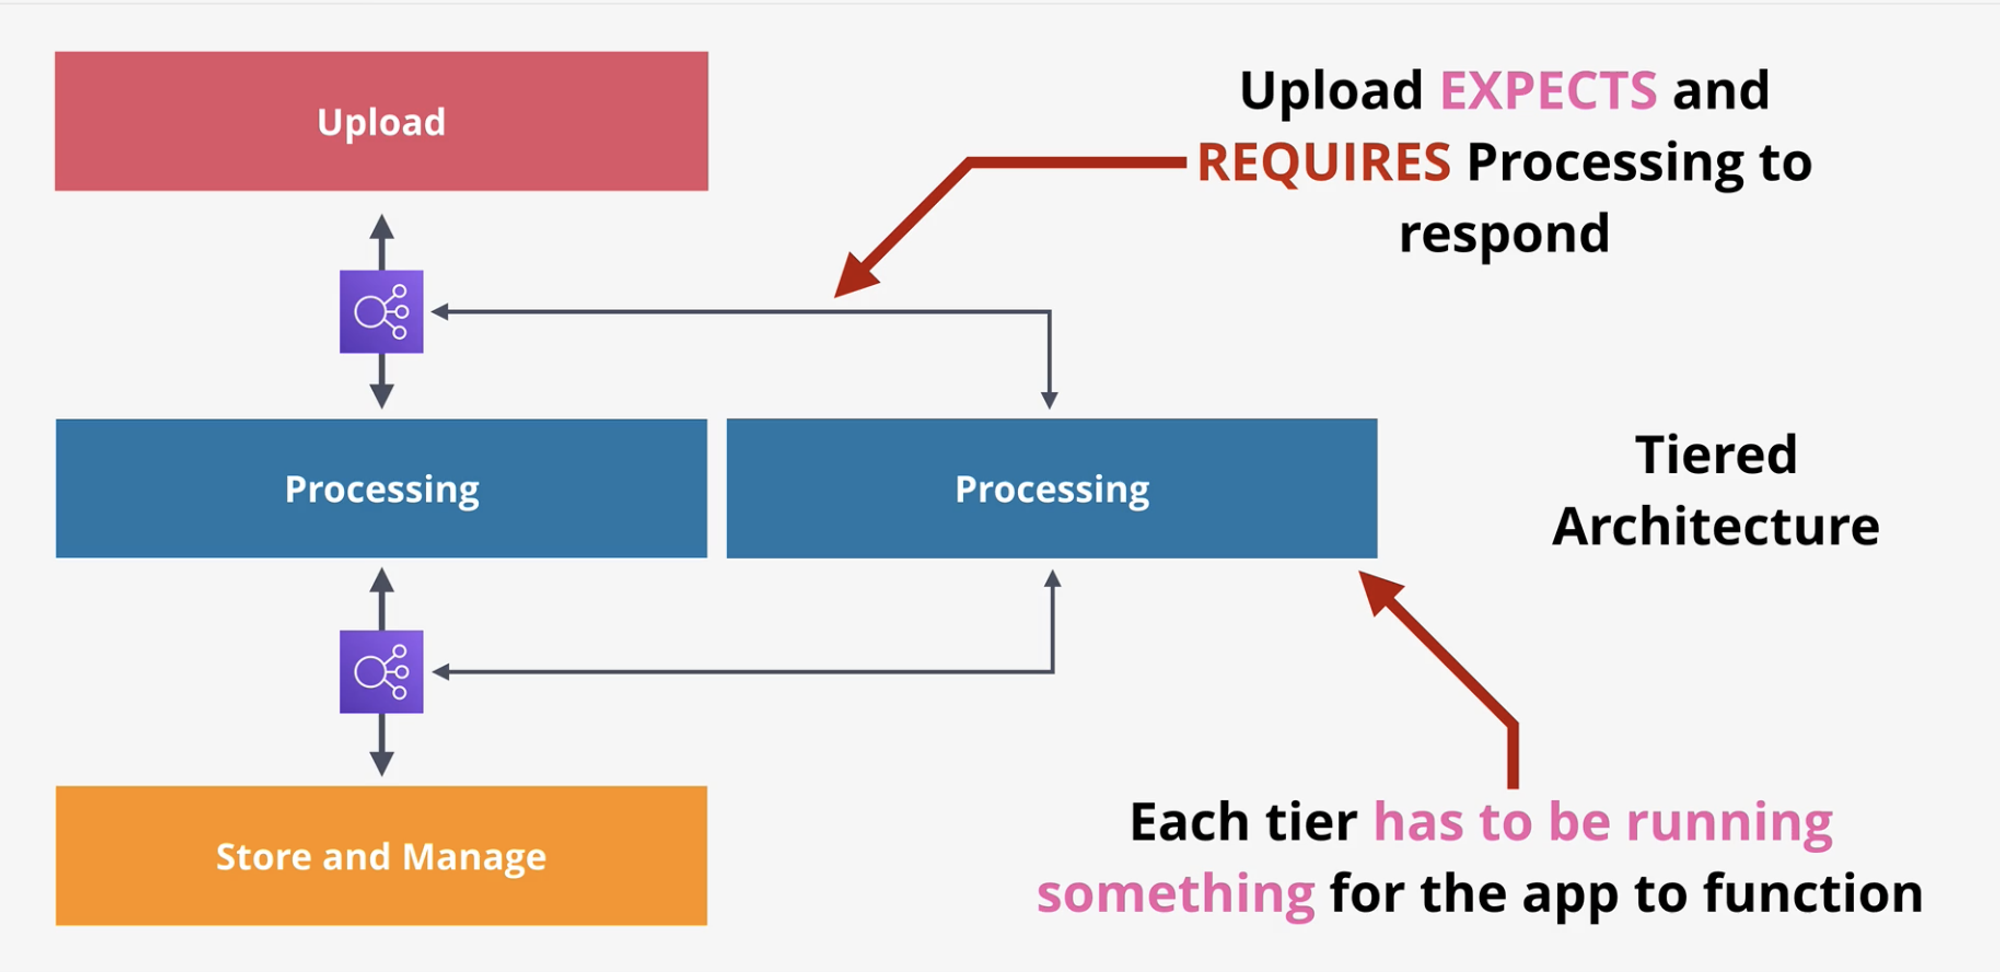 Upload
Upload EXPECTS and
REQUIRES Processing to
respond
Processing
Processing
Tiered
Architecture
Store and Manage
Each tier has to be running
something for the app to function